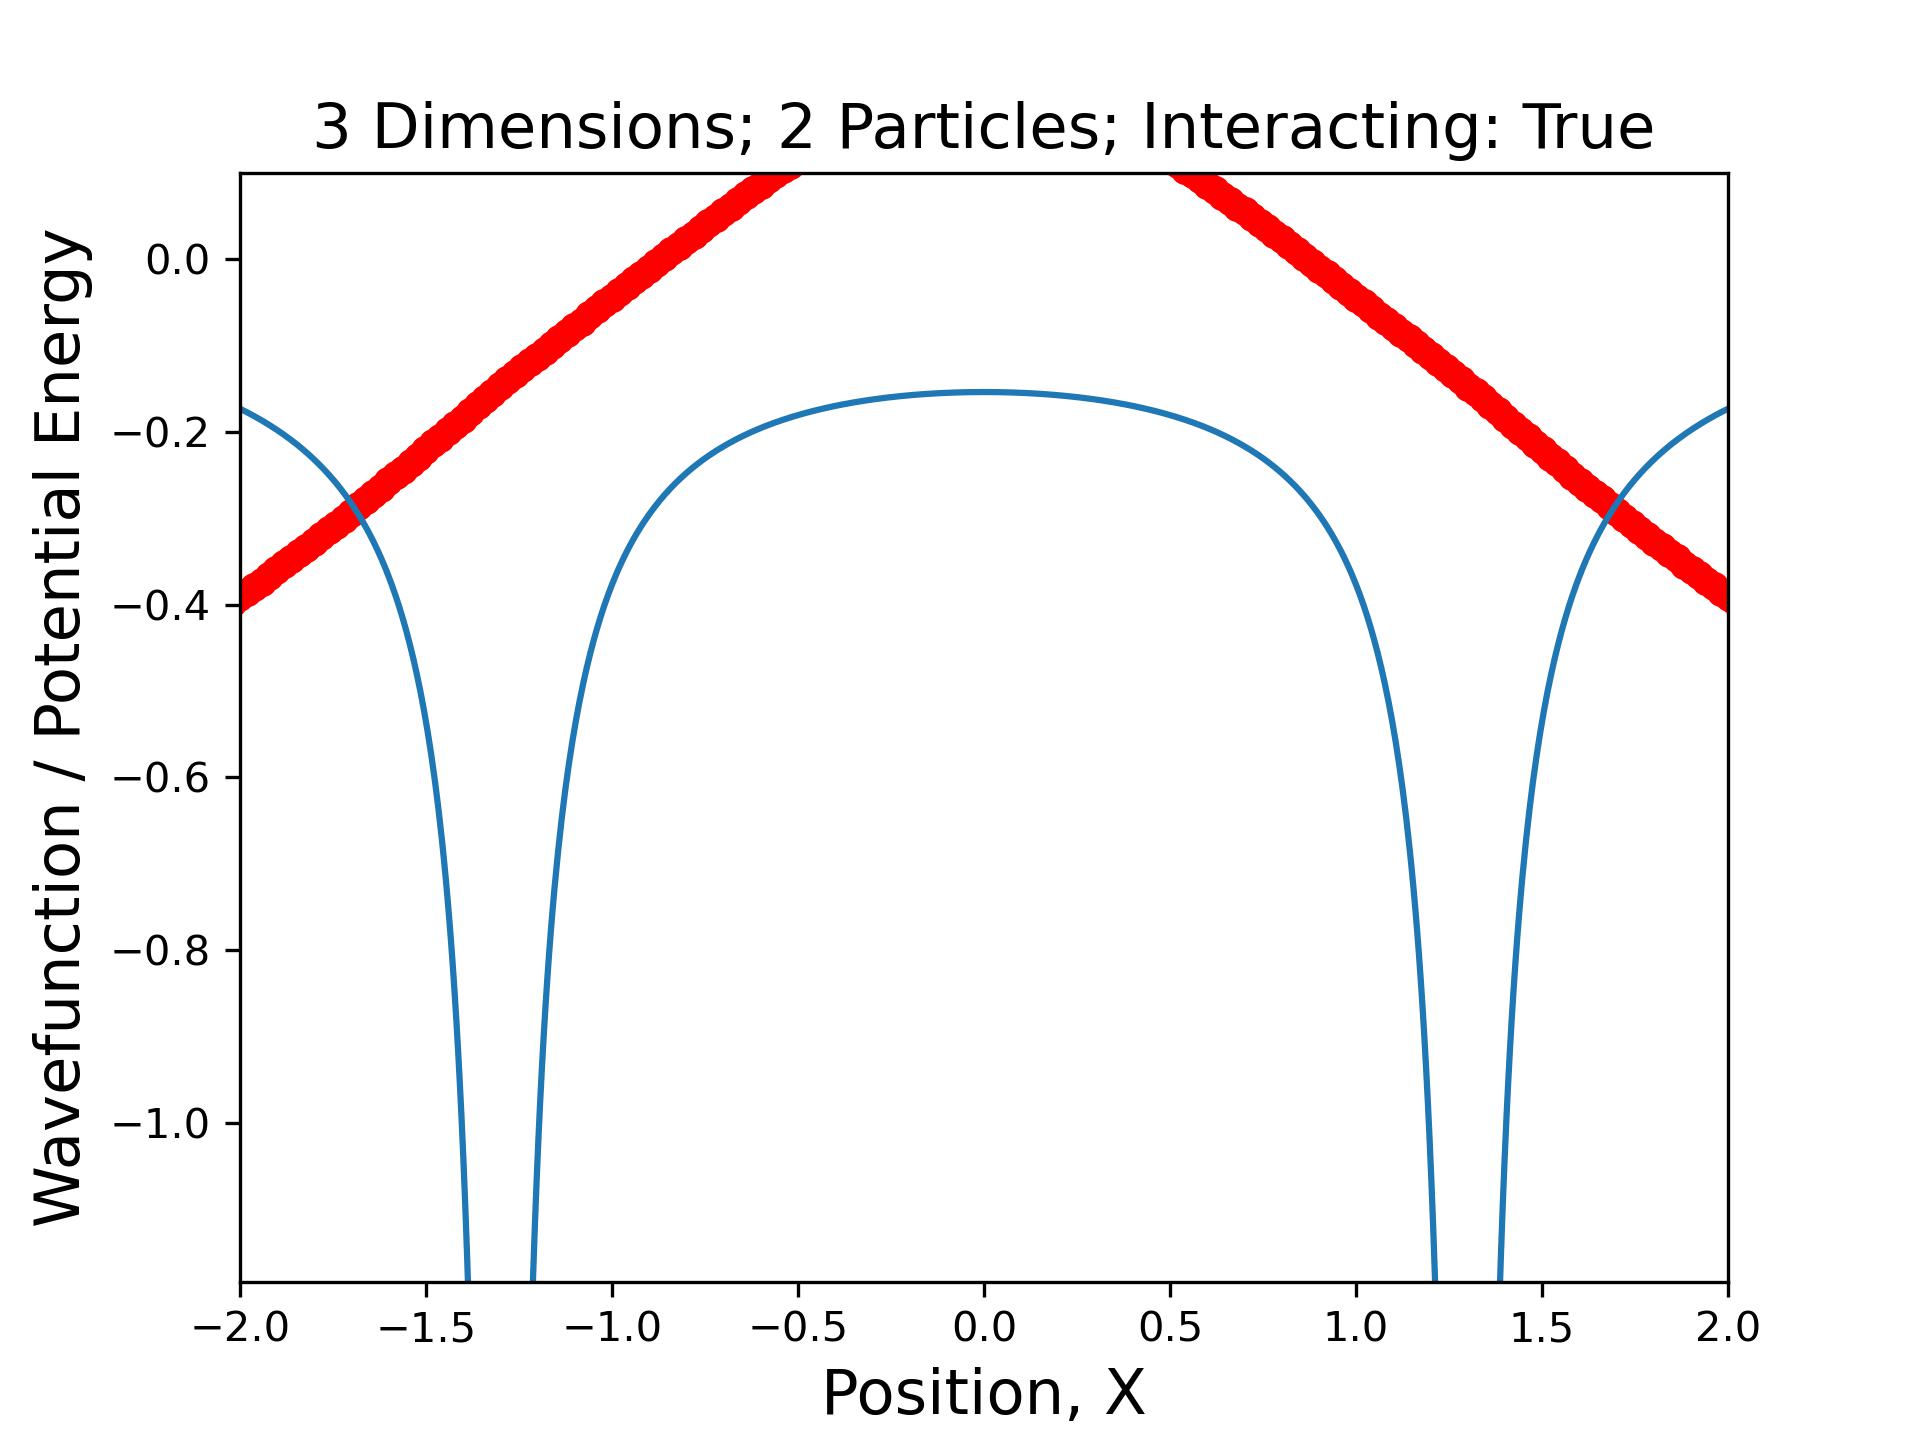 3 Dimensions; 2 Particles; Interacting: True
Wavefunction / Potential Energy
0.0
−0.2
−0.4
−0.6
−0.8
−1.0
−2.0 −1.5 −1.0 −0.5 0.0 0.5 1.0 1.5 2.0
Position, X